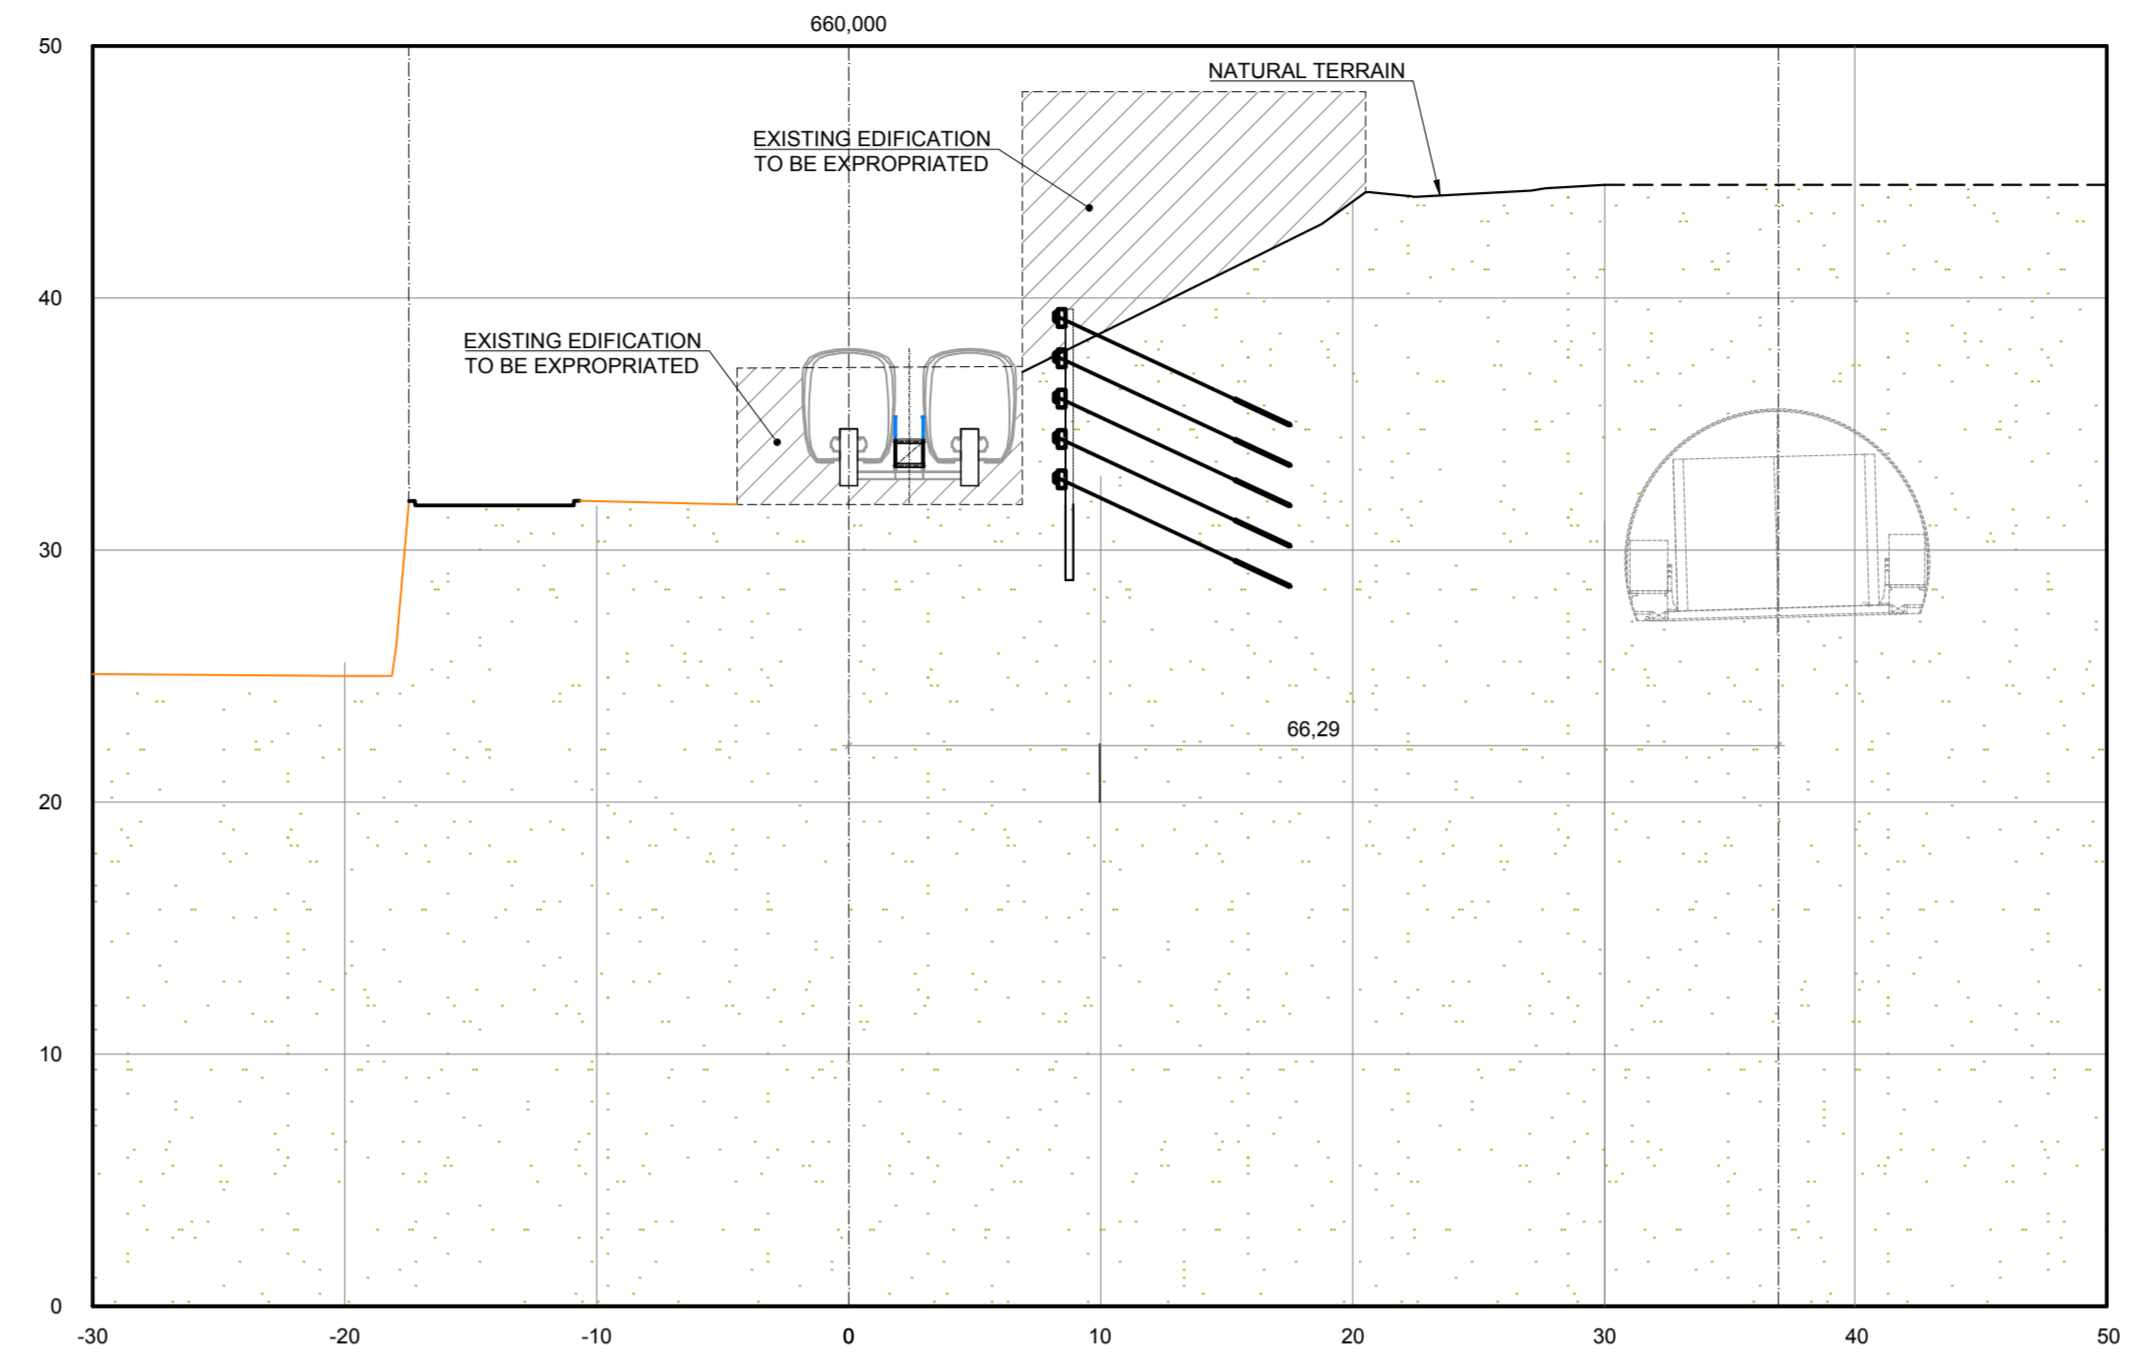 660,000
50
NATURAL TERRAIN
EXISTING EDIFICATION
TO BE EXPROPRIATED
40
EXISTING EDIFICATION
TO BE EXPROPRIATED
30
66,29
20
10
0
-30 -20 -10 0 10 20 30 40 50